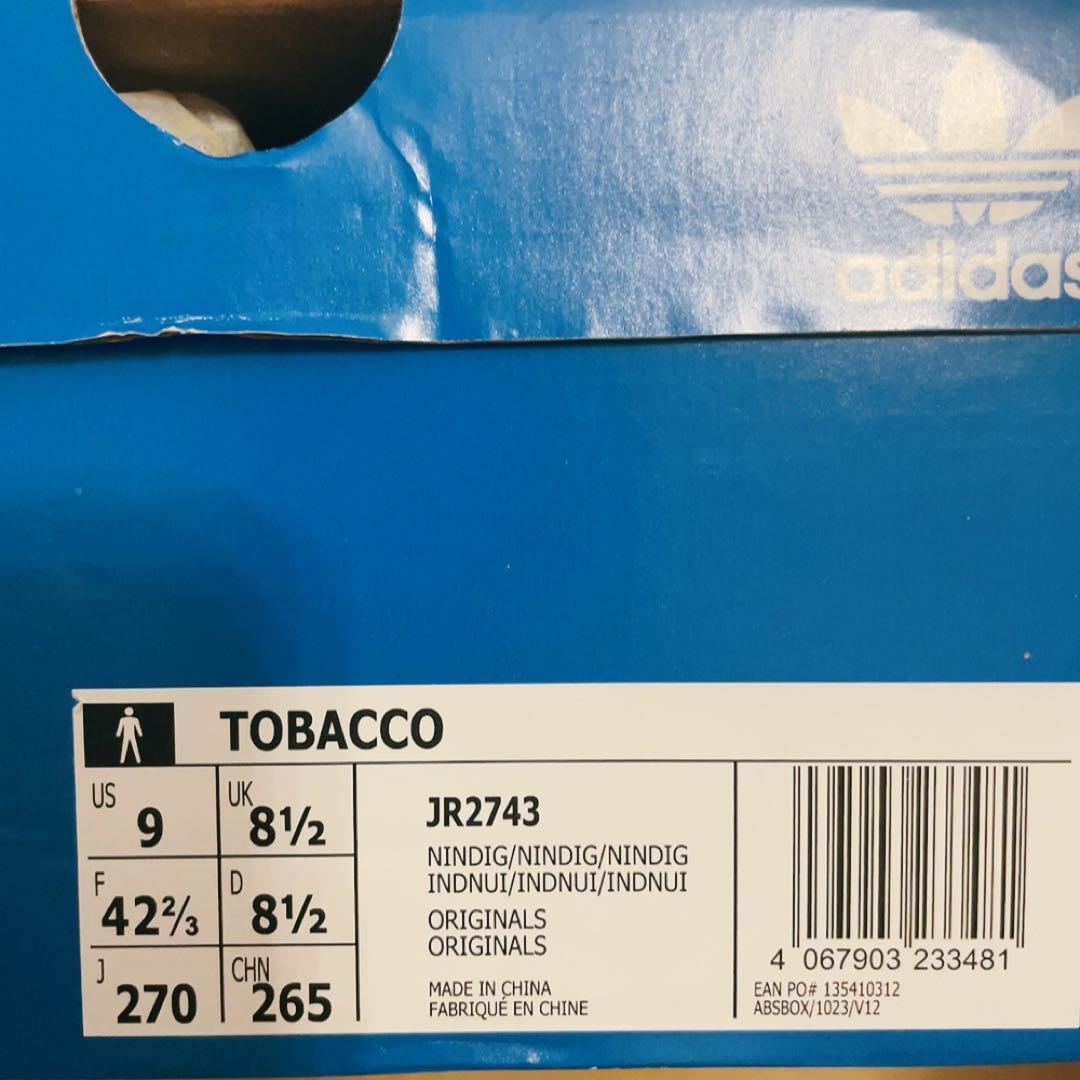 adidas
TOBACCO
US 9
UK 8½
F 42⅔
D 8½
J 270
CHN 265
JR2743
NINDIG/NINDIG/NINDIG
INDNUI/INDNUI/INDNUI
ORIGINALS
ORIGINALS
MADE IN CHINA
FABRIQUÉ EN CHINE
4 067903 233481
EAN PO# 135410312
ABSBOX/1023/V12